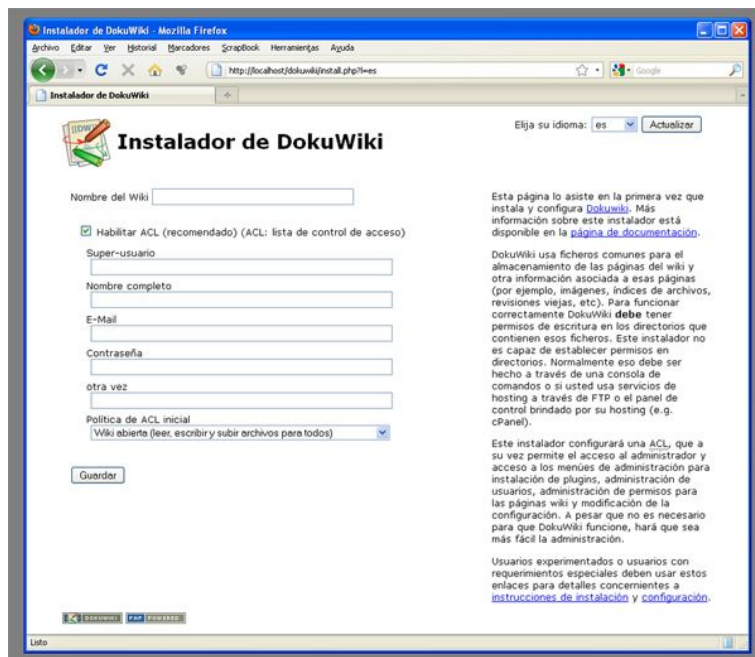 Instalador de DokuWiki - Mozilla Firefox
Archivo Editar Ver Historial Marcadores ScrapBook Herramientas Ayuda
http://localhost/dokuwiki/install.php?l=es
Google
Instalador de DokuWiki
Elija su idioma: es Actualizar
Instalador de DokuWiki
Nombre del Wiki
Habilitar ACL (recomendado) (ACL: lista de control de acceso)
Super-usuario
Nombre completo
E-Mail
Contraseña
otra vez
Política de ACL inicial
Wiki abierta (leer, escribir y subir archivos para todos)
Guardar
Esta página lo asiste en la primera vez que
instala y configura Dokuwiki. Más
información sobre este instalador está
disponible en la página de documentación.
DokuWiki usa ficheros comunes para el
almacenamiento de las páginas del wiki y
otra información asociada a esas páginas
(por ejemplo, imágenes, índices de archivos,
revisiones viejas, etc). Para funcionar
correctamente DokuWiki debe tener
permisos de escritura en los directorios que
contienen esos ficheros. Este instalador no
es capaz de establecer permisos en
directorios. Normalmente eso debe ser
hecho a través de una consola de
comandos o si usted usa servicios de
hosting a través de FTP o el panel de
control brindado por su hosting (e.g.
cPanel).
Este instalador configurará una ACL, que a
su vez permite el acceso al administrador y
acceso a los menúes de administración para
instalación de plugins, administración de
usuarios, administración de permisos para
las páginas wiki y modificación de la
configuración. A pesar que no es necesario
para que DokuWiki funcione, hará que sea
más fácil la administración.
Usuarios experimentados o usuarios con
requerimientos especiales deben usar estos
enlaces para detalles concernientes a
instrucciones de instalación y configuración.
DOKUWIKI PHP POWERED
Listo